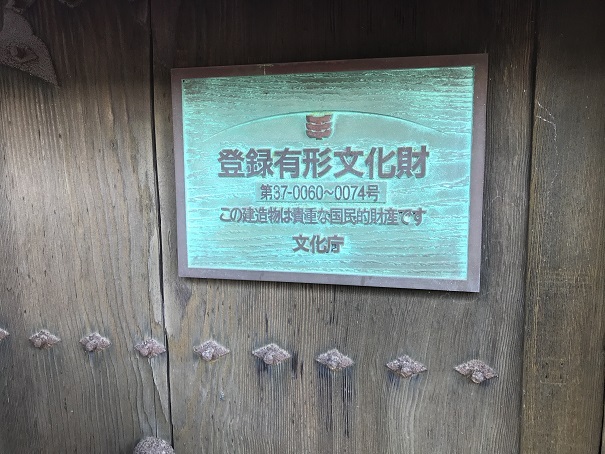 登録有形文化財
第37-0060～0074号
この建造物は貴重な国民的財産です
文化庁